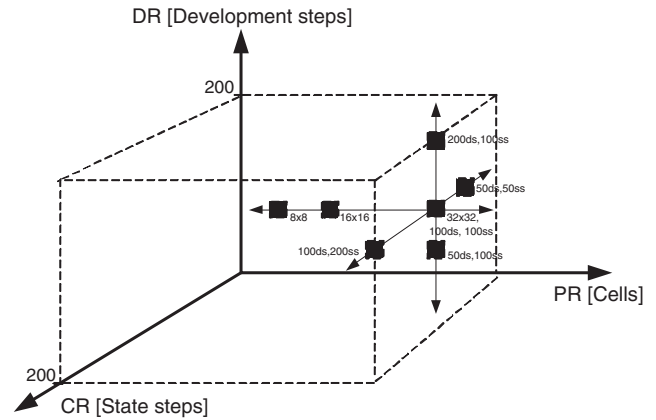 DR [Development steps]
200
200ds,100ss
50ds,50ss
8x8
16x16
32x32,
100ds, 100ss
100ds,200ss
50ds,100ss
PR [Cells]
200
CR [State steps]